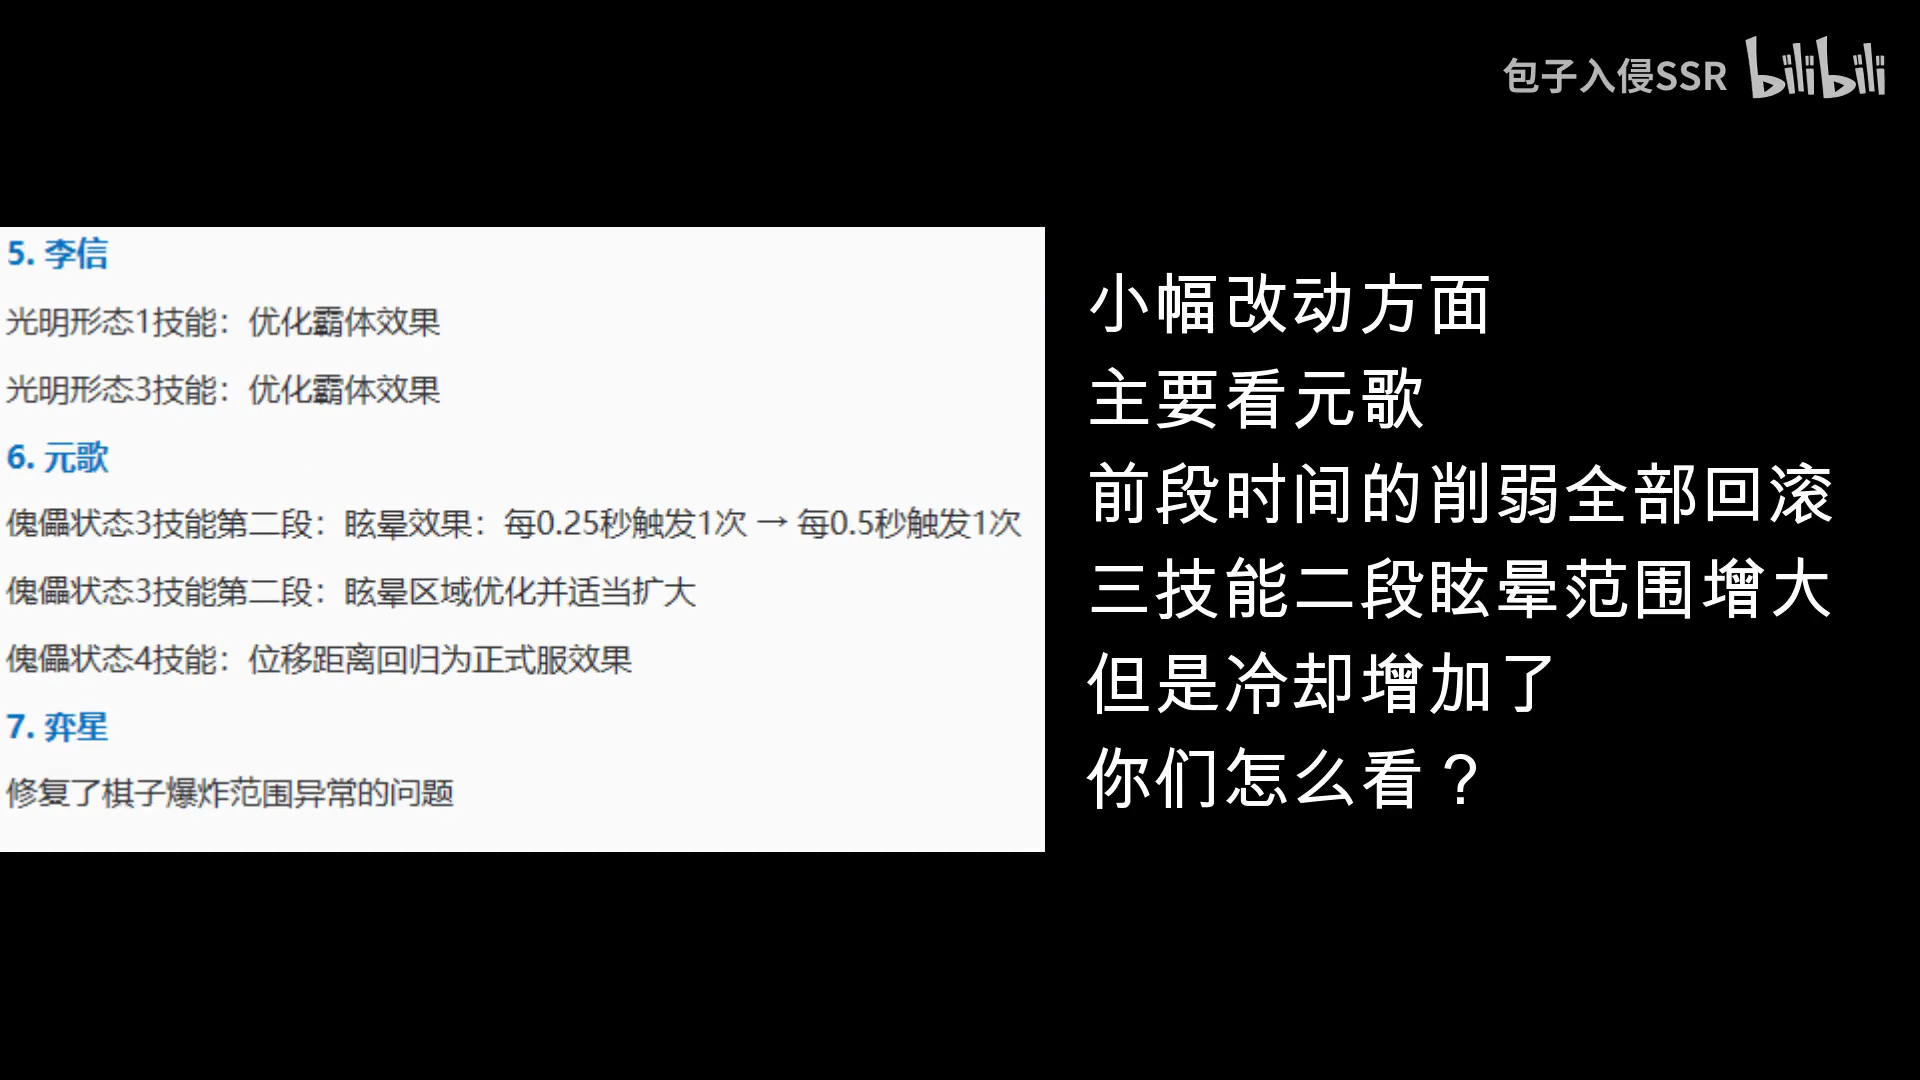 包子入侵SSR bilibili
5. 李信
光明形态1技能：优化霸体效果
光明形态3技能：优化霸体效果
6. 元歌
傀儡状态3技能第二段：眩晕效果：每0.25秒触发1次 → 每0.5秒触发1次
傀儡状态3技能第二段：眩晕区域优化并适当扩大
傀儡状态4技能：位移距离回归为正式服效果
7. 弈星
修复了棋子爆炸范围异常的问题
小幅改动方面
主要看元歌
前段时间的削弱全部回滚
三技能二段眩晕范围增大
但是冷却增加了
你们怎么看？